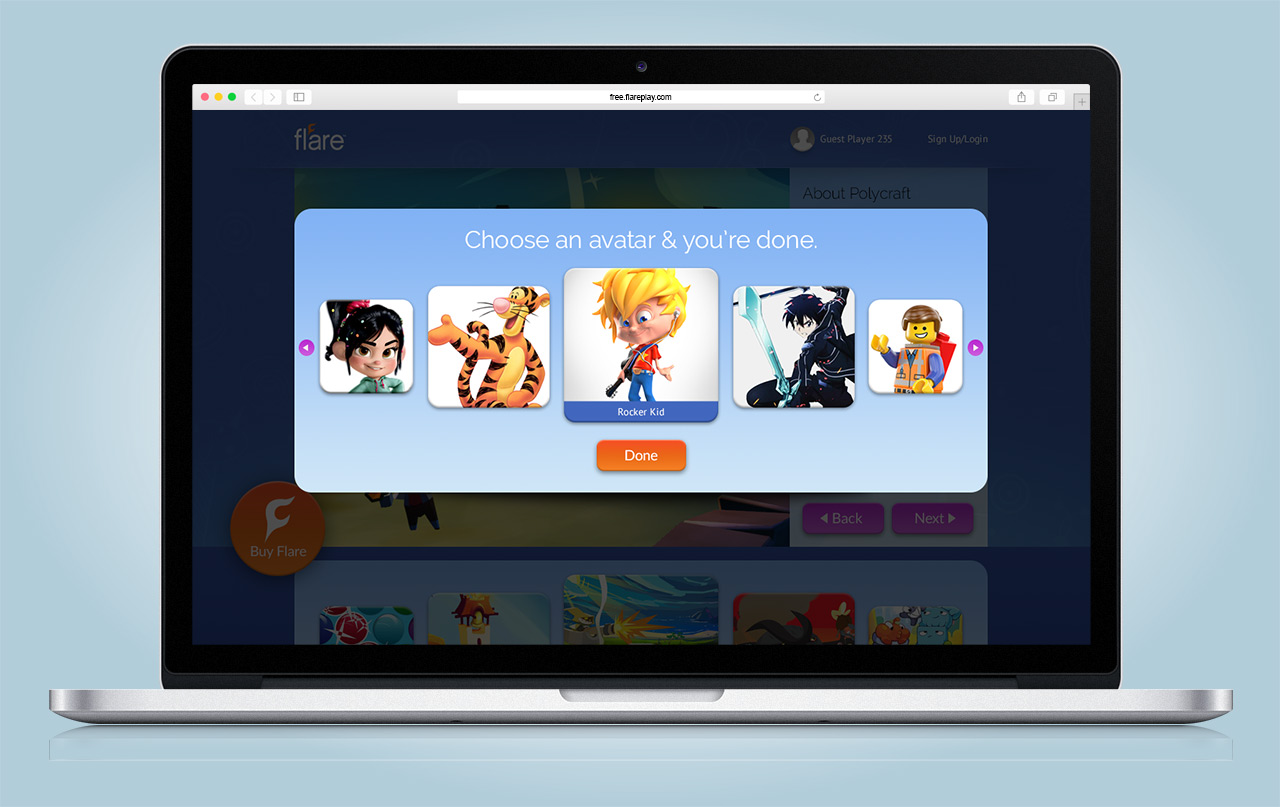 free.flareplay.com
flare
Guest Player 235
Sign Up/Login
About Polycraft
Choose an avatar & you're done.
Rocker Kid
Done
Buy Flare
Back
Next